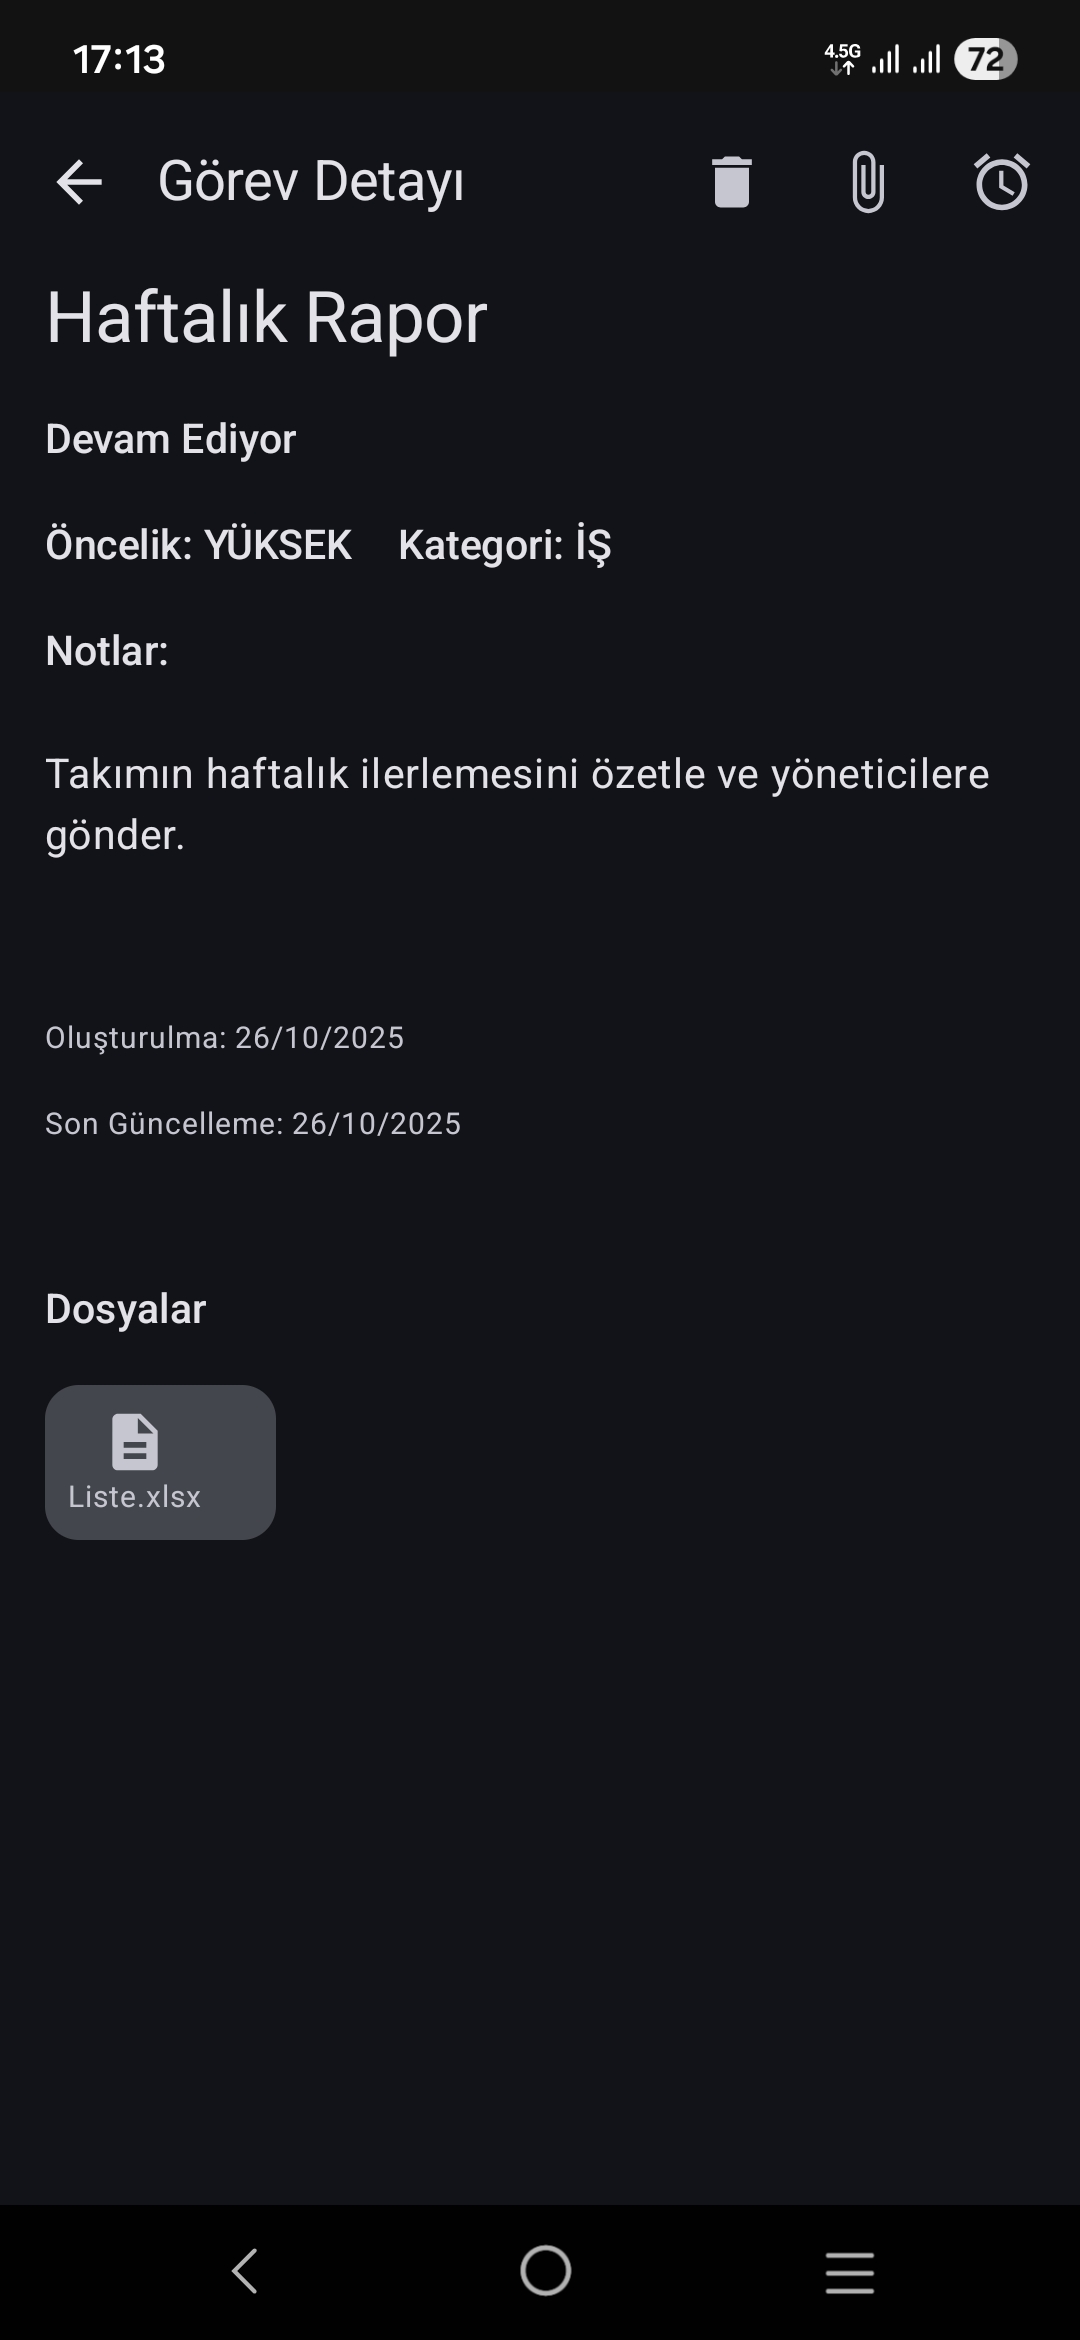 17:13
4.5G
72
Görev Detayı
Haftalık Rapor
Devam Ediyor
Öncelik: YÜKSEK Kategori: İŞ
Notlar:
Takımın haftalık ilerlemesini özetle ve yöneticilere
gönder.
Oluşturulma: 26/10/2025
Son Güncelleme: 26/10/2025
Dosyalar
Liste.xlsx